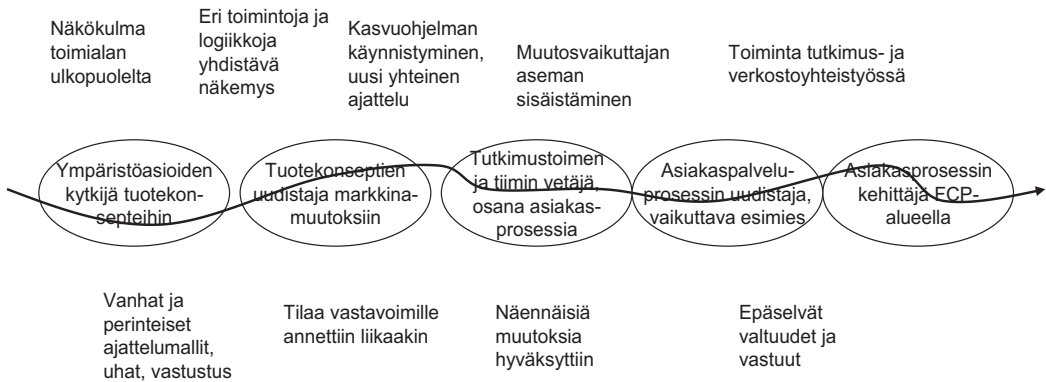 Näkökulma
toimialan
ulkopuolelta
Eri toimintoja ja
logiikkoja
yhdistävä
näkemys
Kasvuohjelman
käynnistyminen,
uusi yhteinen
ajattelu
Muutosvaikuttajan
aseman
sisäistäminen
Toiminta tutkimus- ja
verkostoyhteistyössä
Ympäristöasioiden
kytkijä tuotekon-
septeihin
Tuotekonseptien
uudistaja markkina-
muutoksiin
Tutkimustoimen
ja tiimin vetäjä,
osana asiakas-
prosessia
Asiakaspalvelu-
prosessin uudistaja,
vaikuttava esimies
Asiakasprosessin
kehittäjä ECP-
alueella
Vanhat ja
perinteiset
ajattelumallit,
uhat, vastustus
Tilaa vastavoimille
annettiin liikaakin
Näennäisiä
muutoksia
hyväksyttiin
Epäselvät
valtuudet ja
vastuut